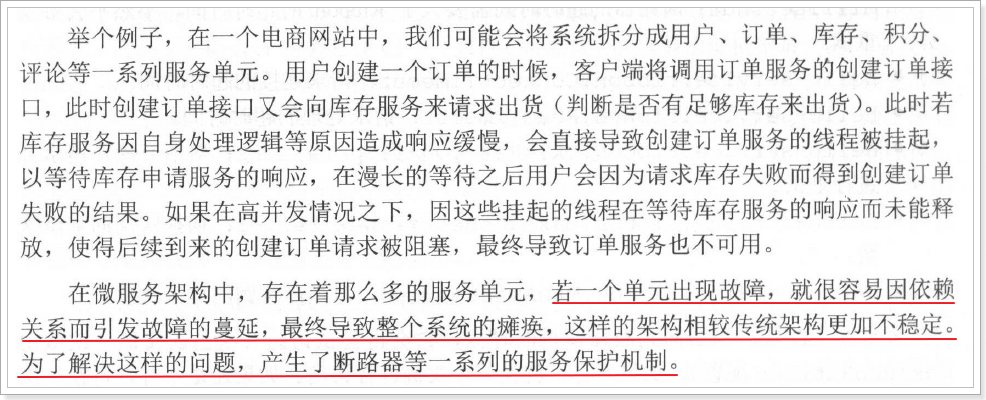 举个例子，在一个电商网站中，我们可能会将系统拆分成用户、订单、库存、积分、
评论等一系列服务单元。用户创建一个订单的时候，客户端将调用订单服务的创建订单接
口，此时创建订单接口又会向库存服务来请求出货（判断是否有足够库存来出货）。此时若
库存服务因自身处理逻辑等原因造成响应缓慢，会直接导致创建订单服务的线程被挂起，
以等待库存申请服务的响应，在漫长的等待之后用户会因为请求库存失败而得到创建订单
失败的结果。如果在高并发情况之下，因这些挂起的线程在等待库存服务的响应而未能释
放，使得后续到来的创建订单请求被阻塞，最终导致订单服务也不可用。
在微服务架构中，存在着那么多的服务单元，若一个单元出现故障，就很容易因依赖
关系而引发故障的蔓延，最终导致整个系统的瘫痪，这样的架构相较传统架构更加不稳定。
为了解决这样的问题，产生了断路器等一系列的服务保护机制。